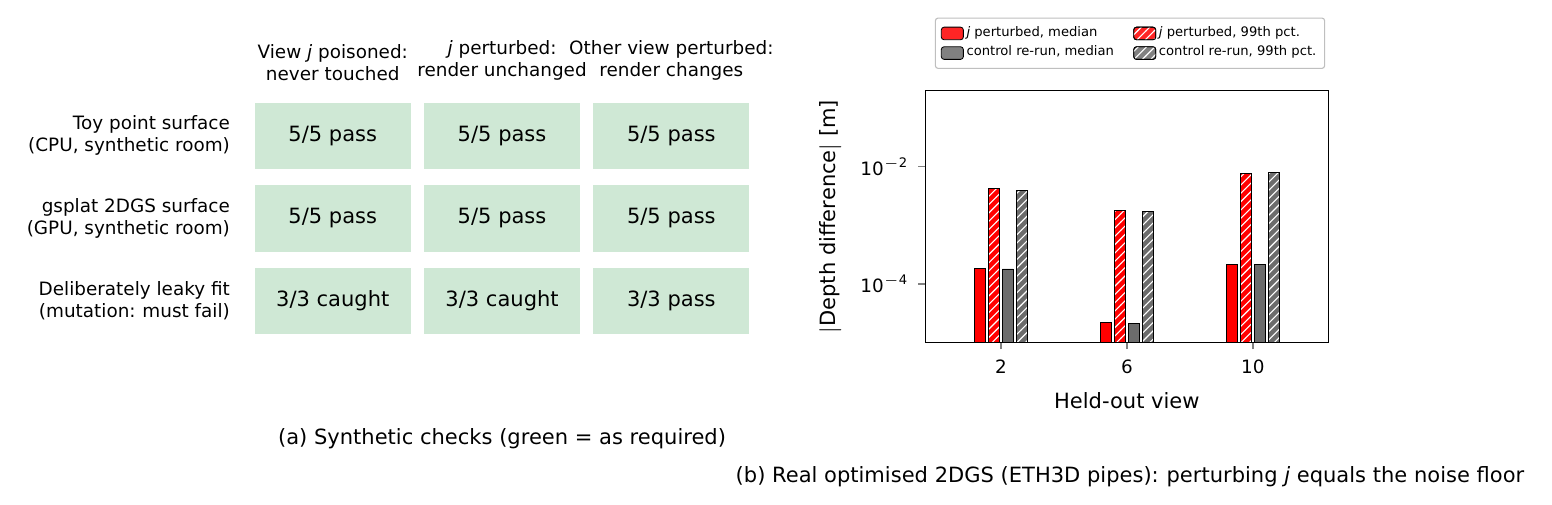 View j poisoned:
never touched
j perturbed:
render unchanged
Other view perturbed:
render changes
Toy point surface
(CPU, synthetic room)
5/5 pass
5/5 pass
5/5 pass
gsplat 2DGS surface
(GPU, synthetic room)
5/5 pass
5/5 pass
5/5 pass
Deliberately leaky fit
(mutation: must fail)
3/3 caught
3/3 caught
3/3 pass
(a) Synthetic checks (green = as required)
j perturbed, median
j perturbed, 99th pct.
control re-run, median
control re-run, 99th pct.
|Depth difference| [m]
10⁻²
10⁻⁴
2
6
10
Held-out view
(b) Real optimised 2DGS (ETH3D pipes): perturbing j equals the noise floor